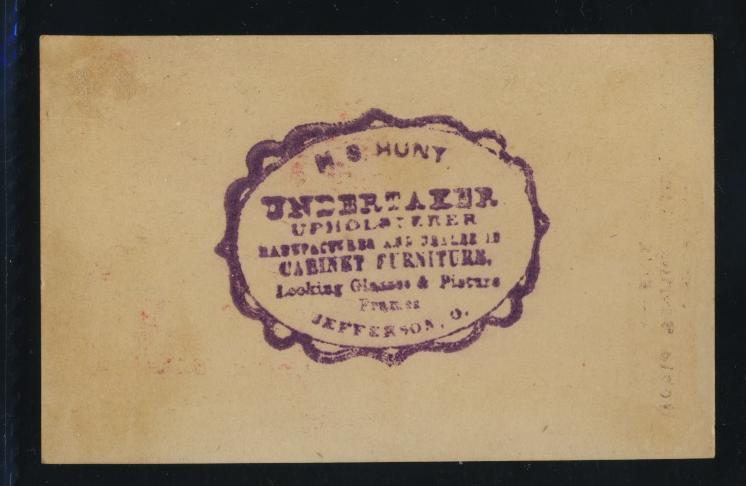 H. S. HUNT
UNDERTAKER
UPHOLSTERER
MANUFACTURER AND DEALER IN
CABINET FURNITURE,
Looking Glasses & Picture
Frames
JEFFERSON, O.